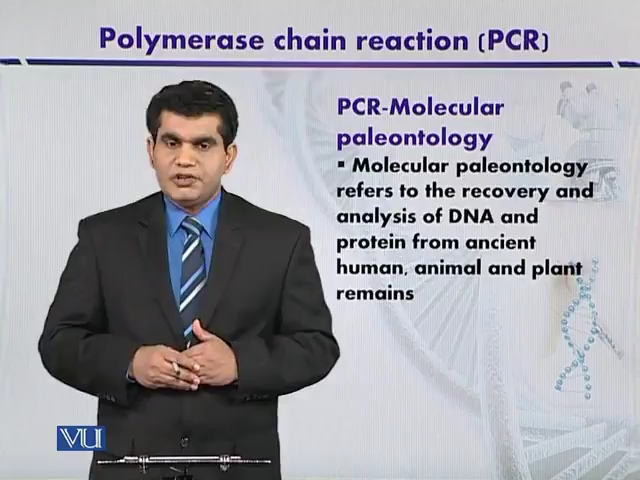 Polymerase chain reaction (PCR)
PCR-Molecular
paleontology
▪ Molecular paleontology
refers to the recovery and
analysis of DNA and
protein from ancient
human, animal and plant
remains
VU